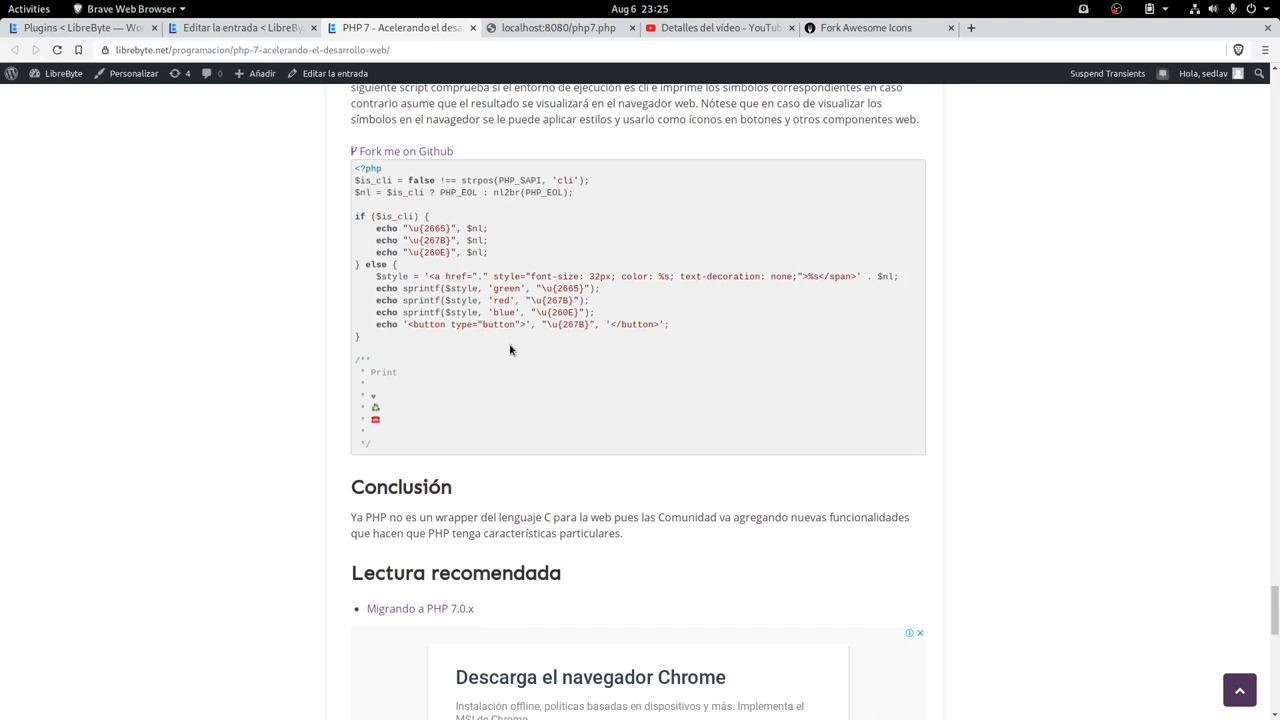 Activities
Brave Web Browser
Aug 6 23:25
Plugins < LibreByte — Wo
Editar la entrada < LibreBy
PHP 7 - Acelerando el desa
localhost:8080/php7.php
Detalles del vídeo - YouTu
Fork Awesome Icons
librebyte.net/programacion/php-7-acelerando-el-desarrollo-web/
LibreByte
Personalizar
4
0
Añadir
Editar la entrada
Suspend Transients
Hola, sedlav
siguiente script comprueba si el entorno de ejecución es cli e imprime los símbolos correspondientes en caso
contrario asume que el resultado se visualizará en el navegador web. Nótese que en caso de visualizar los
símbolos en el navagedor se le puede aplicar estilos y usarlo como íconos en botones y otros componentes web.
Fork me on Github
<?php
$is_cli = false !== strpos(PHP_SAPI, 'cli');
$nl = $is_cli ? PHP_EOL : nl2br(PHP_EOL);
if ($is_cli) {
echo "\u{2665}", $nl;
echo "\u{267B}", $nl;
echo "\u{260E}", $nl;
} else {
$style = '<a href="." style="font-size: 32px; color: %s; text-decoration: none;">%s</span>' . $nl;
echo sprintf($style, 'green', "\u{2665}");
echo sprintf($style, 'red', "\u{267B}");
echo sprintf($style, 'blue', "\u{260E}");
echo '<button type="button">', "\u{267B}", '</button>';
}
/**
* Print
*
* ♥
* ♻
* ☎
*
*/
Conclusión
Ya PHP no es un wrapper del lenguaje C para la web pues las Comunidad va agregando nuevas funcionalidades
que hacen que PHP tenga características particulares.
Lectura recomendada
• Migrando a PHP 7.0.x
Descarga el navegador Chrome
Instalación offline, políticas basadas en dispositivos y más. Implementa el
MSI de Chrome